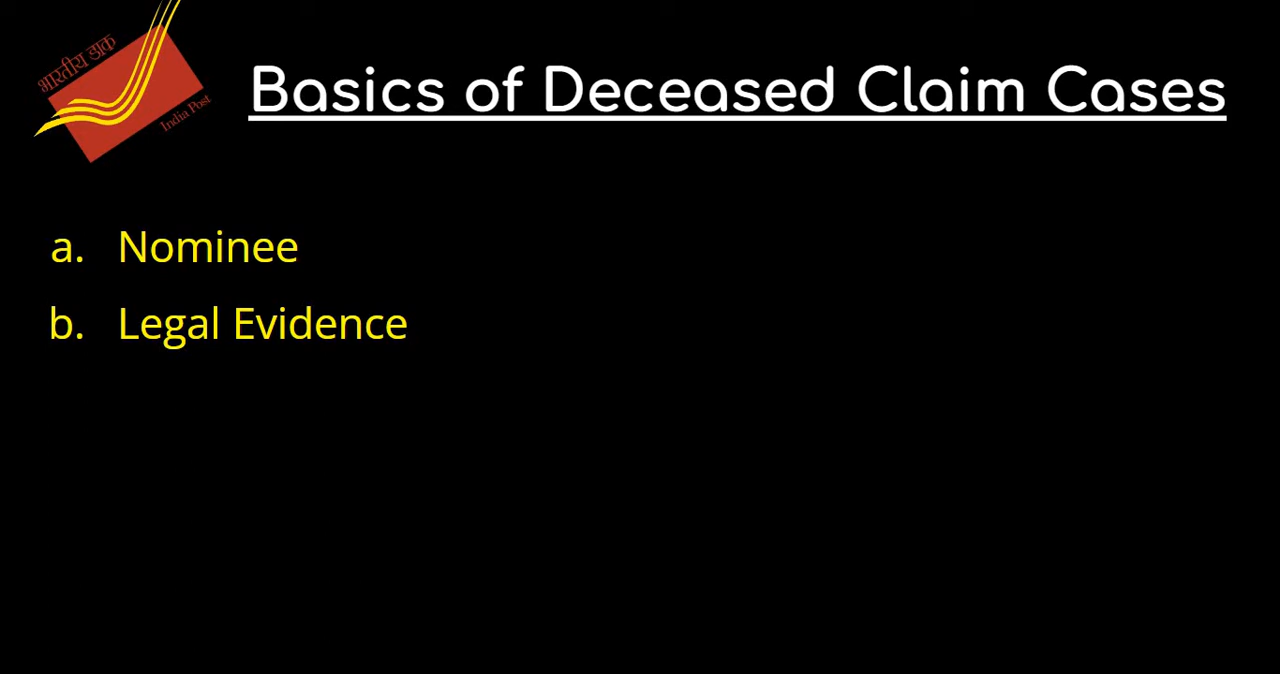 भारतीय डाक
India Post
Basics of Deceased Claim Cases
a. Nominee
b. Legal Evidence